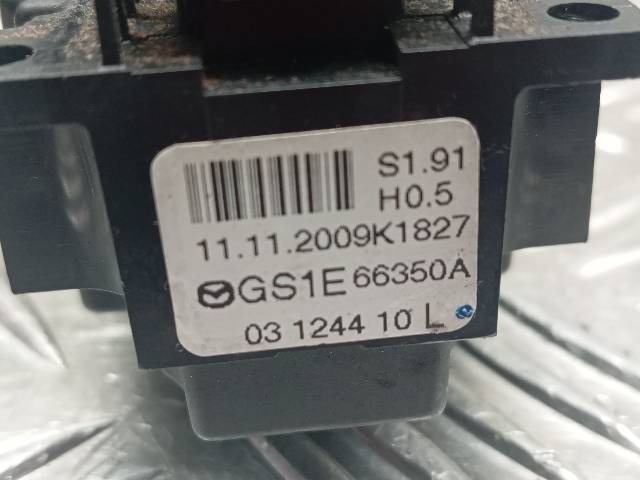 S1.91
H0.5
11.11.2009K1827
GS1E 66350A
03 1244 10 L